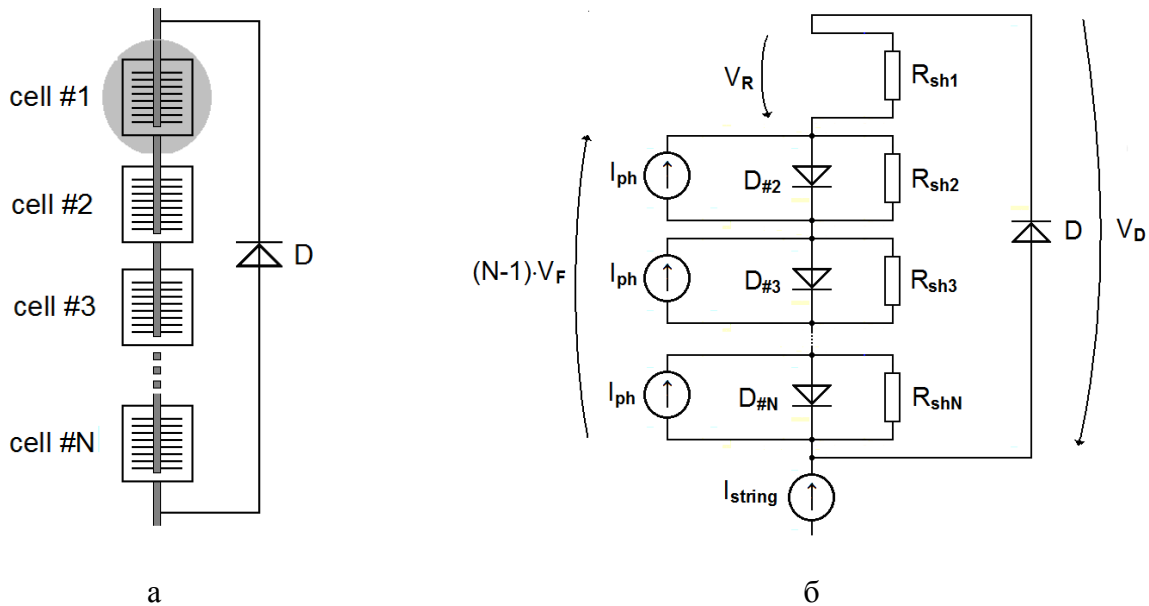 cell #1
cell #2
cell #3
cell #N
D
V_R
R_sh1
I_ph
D_#2
R_sh2
(N-1)·V_F
I_ph
D_#3
R_sh3
I_ph
D_#N
R_shN
I_string
D
V_D
а
б